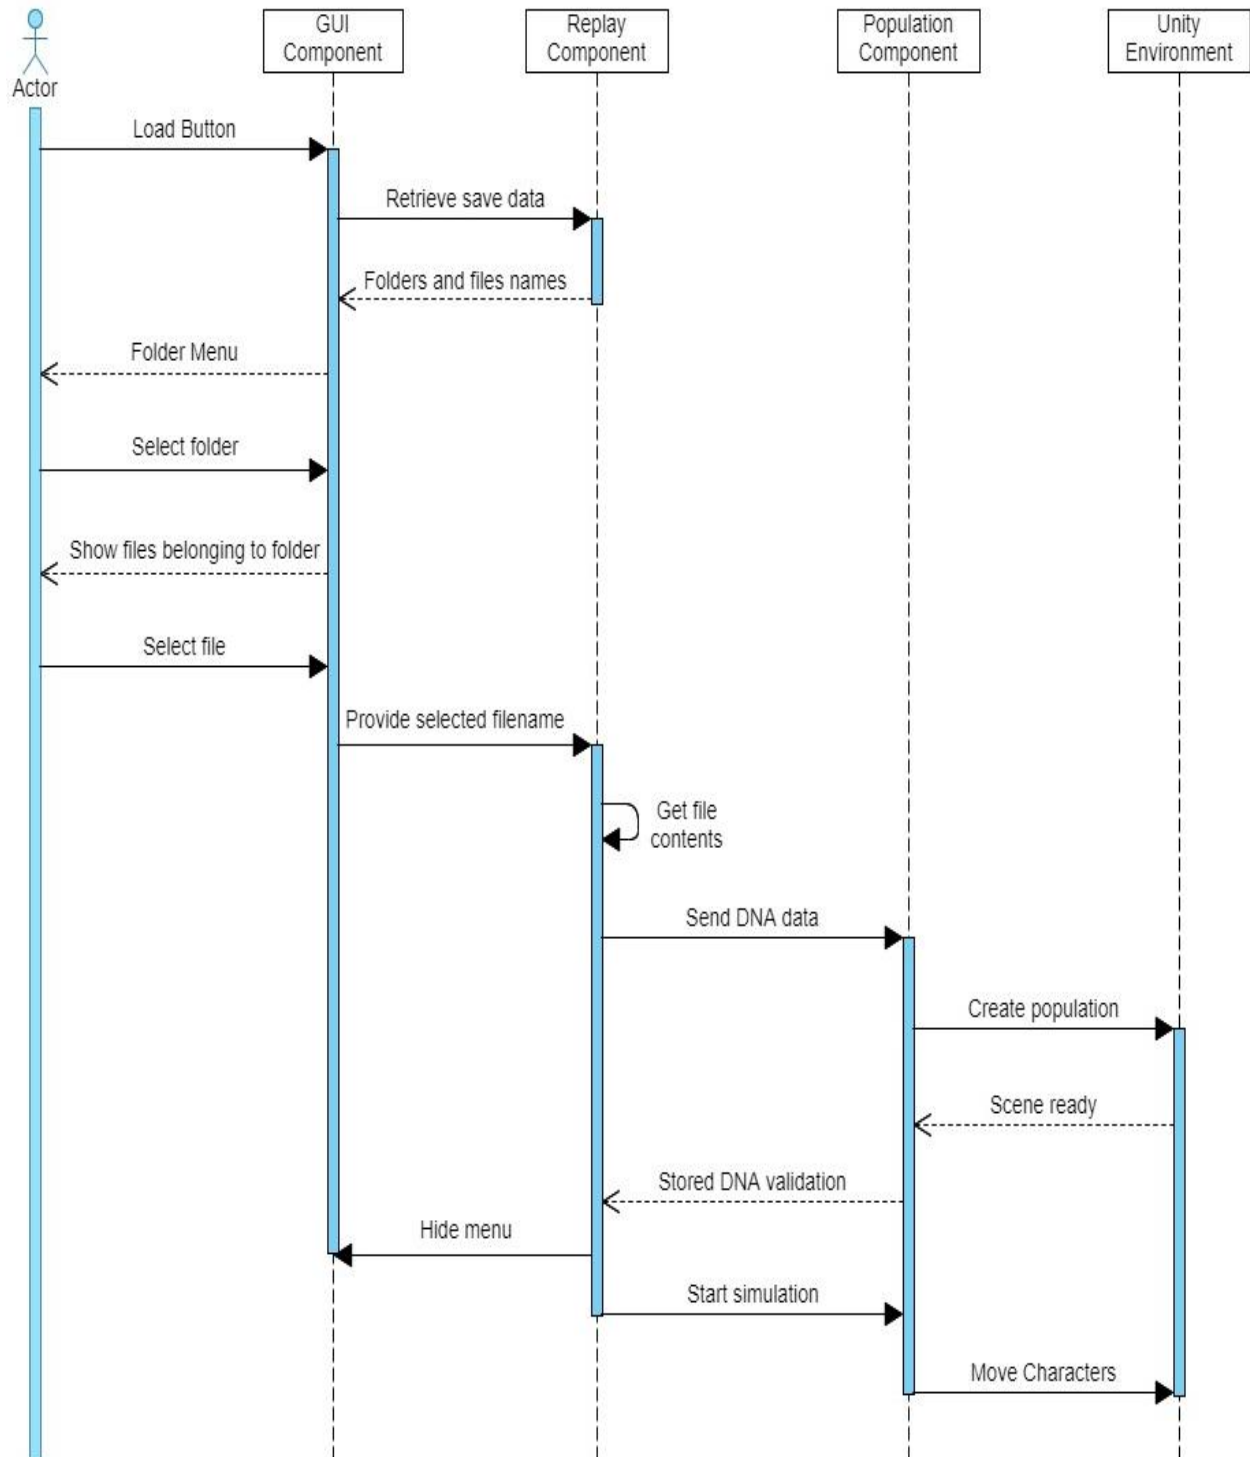 GUI
Component
Replay
Component
Population
Component
Unity
Environment
Actor
Load Button
Retrieve save data
Folders and files names
Folder Menu
Select folder
Show files belonging to folder
Select file
Provide selected filename
Get file
contents
Send DNA data
Create population
Scene ready
Stored DNA validation
Hide menu
Start simulation
Move Characters